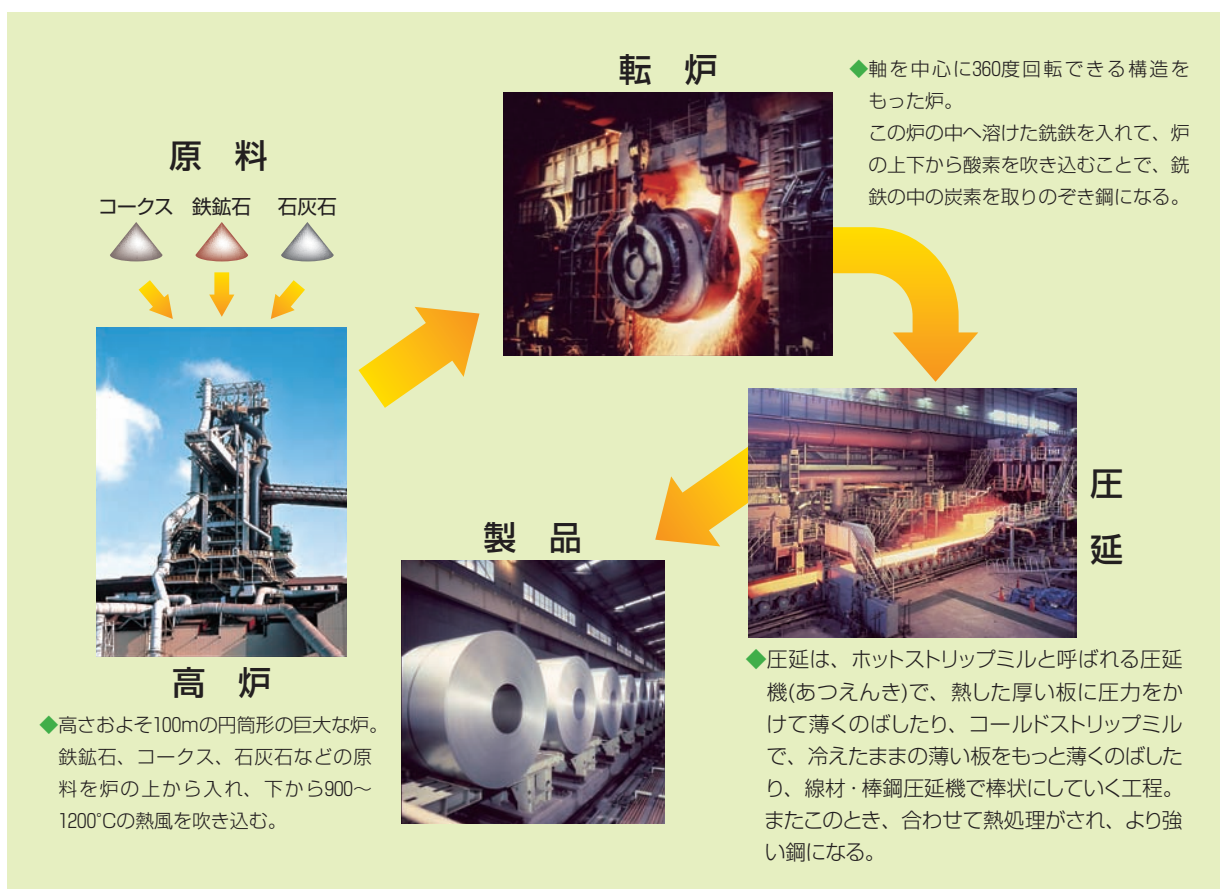 原料
コークス 鉄鉱石 石灰石
高炉
◆高さおよそ100mの円筒形の巨大な炉。
鉄鉱石、コークス、石灰石などの原
料を炉の上から入れ、下から900～
1200℃の熱風を吹き込む。
転炉
◆軸を中心に360度回転できる構造を
もった炉。
この炉の中へ溶けた銑鉄を入れて、炉
の上下から酸素を吹き込むことで、銑
鉄の中の炭素を取りのぞき鋼になる。
圧延
◆圧延は、ホットストリップミルと呼ばれる圧延
機(あつえんき)で、熱した厚い板に圧力をか
けて薄くのばしたり、コールドストリップミル
で、冷えたままの薄い板をもっと薄くのばした
り、線材・棒鋼圧延機で棒状にしていく工程。
またこのとき、合わせて熱処理がされ、より強
い鋼になる。
製品